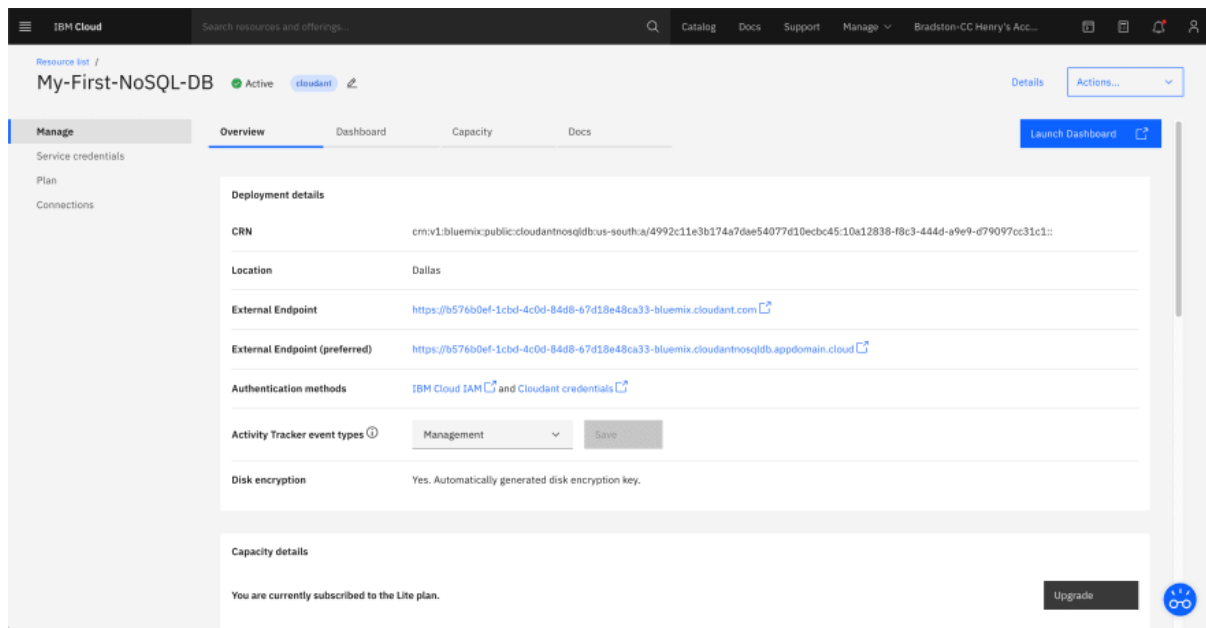 IBM Cloud
Search resources and offerings...
Catalog
Docs
Support
Manage
Bradston-CC Henry's Acc...
Resource list /
My-First-NoSQL-DB
Active
cloudant
Details
Actions...
Manage
Service credentials
Plan
Connections
Overview
Dashboard
Capacity
Docs
Launch Dashboard
Deployment details
CRN
crn:v1:bluemix:public:cloudantnosqldb:us-south:a/4992c11e3b174a7dae54077d10ecbc45:10a12838-f8c3-444d-a9e9-d79097cc31c1::
Location
Dallas
External Endpoint
https://b576b0ef-1cbd-4c0d-84d8-67d18e48ca33-bluemix.cloudant.com
External Endpoint (preferred)
https://b576b0ef-1cbd-4c0d-84d8-67d18e48ca33-bluemix.cloudantnosqldb.appdomain.cloud
Authentication methods
IBM Cloud IAM and Cloudant credentials
Activity Tracker event types
Management
Save
Disk encryption
Yes. Automatically generated disk encryption key.
Capacity details
You are currently subscribed to the Lite plan.
Upgrade